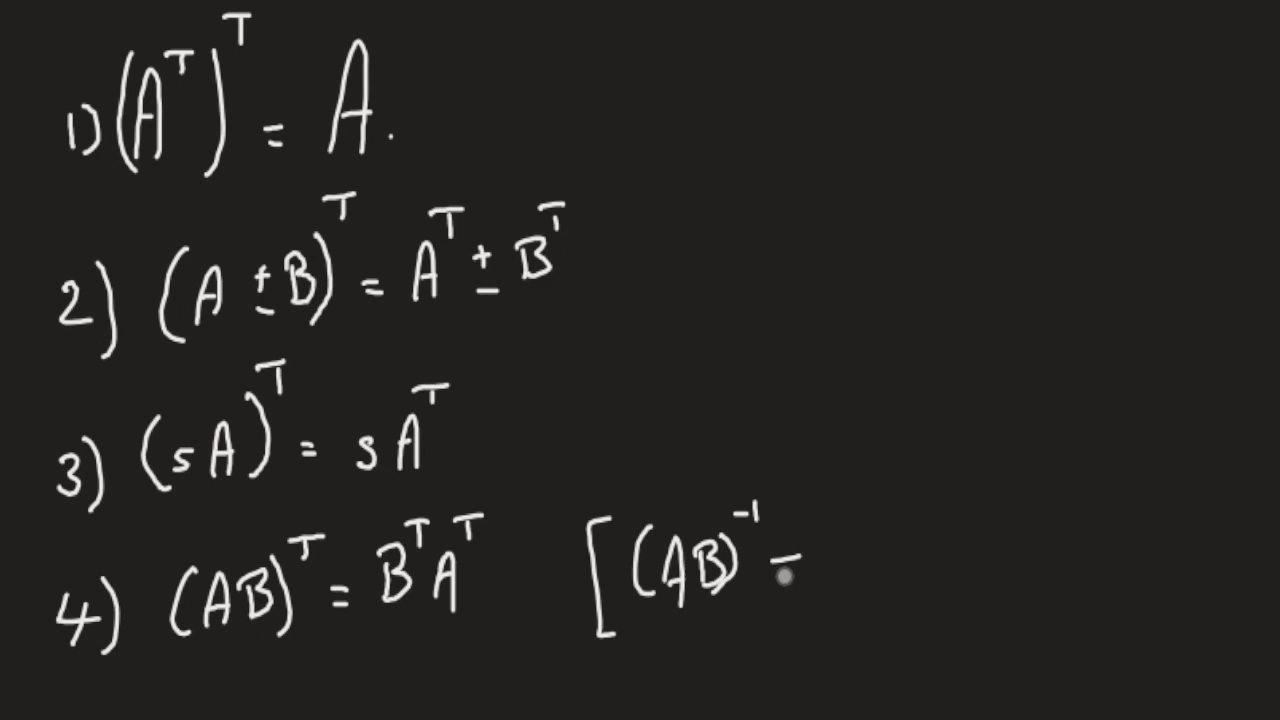 1) (A^T)^T = A.
2) (A ± B)^T = A^T ± B^T
3) (sA)^T = sA^T
4) (AB)^T = B^T A^T [(AB)^-1 -